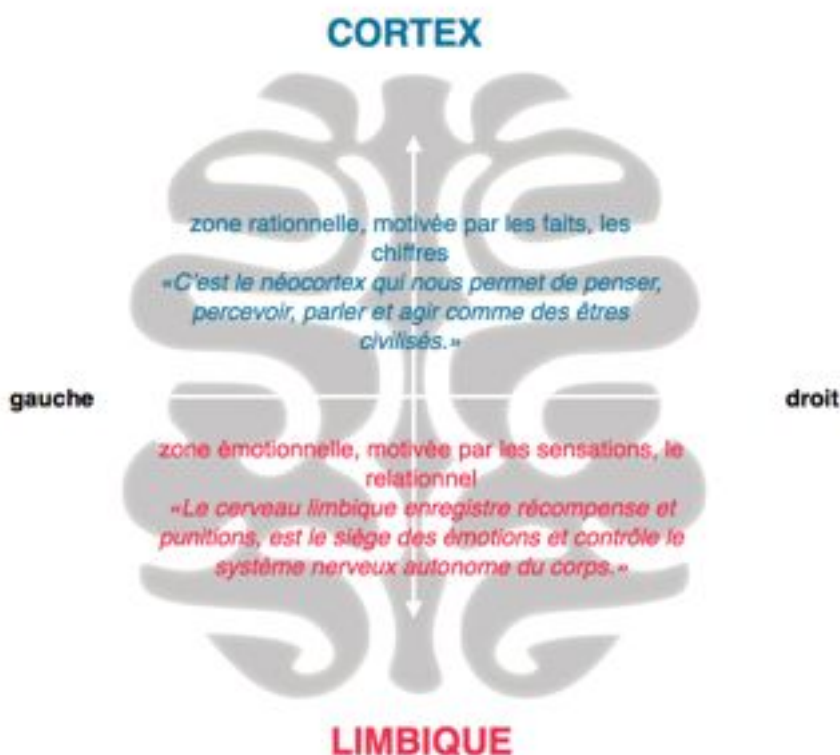 CORTEX
zone rationnelle, motivée par les faits, les
chiffres
«C'est le néocortex qui nous permet de penser,
percevoir, parler et agir comme des êtres
civilisés.»
gauche
droit
zone émotionnelle, motivée par les sensations, le
relationnel
«Le cerveau limbique enregistre récompense et
punitions, est le siège des émotions et contrôle le
système nerveux autonome du corps.»
LIMBIQUE